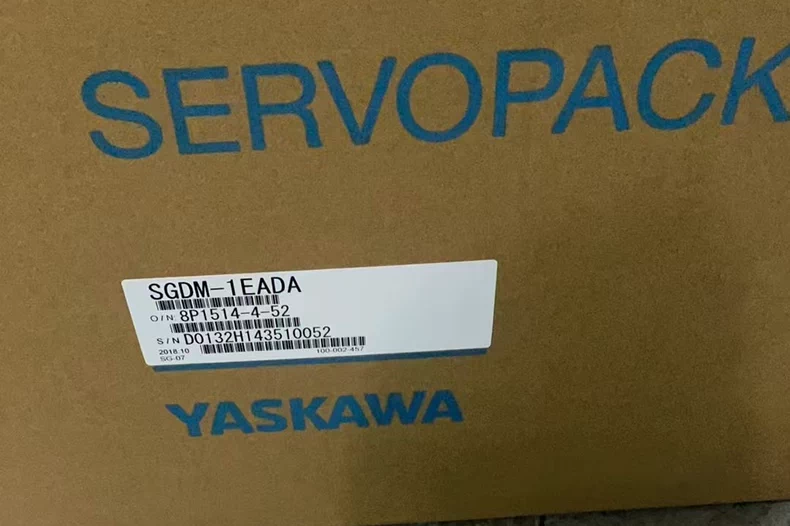 SERVOPACK
SGDM-1EADA
O/N 8P1514-4-52
S/N D0132H143510052
2018.10 100-002-457
SG-07
YASKAWA